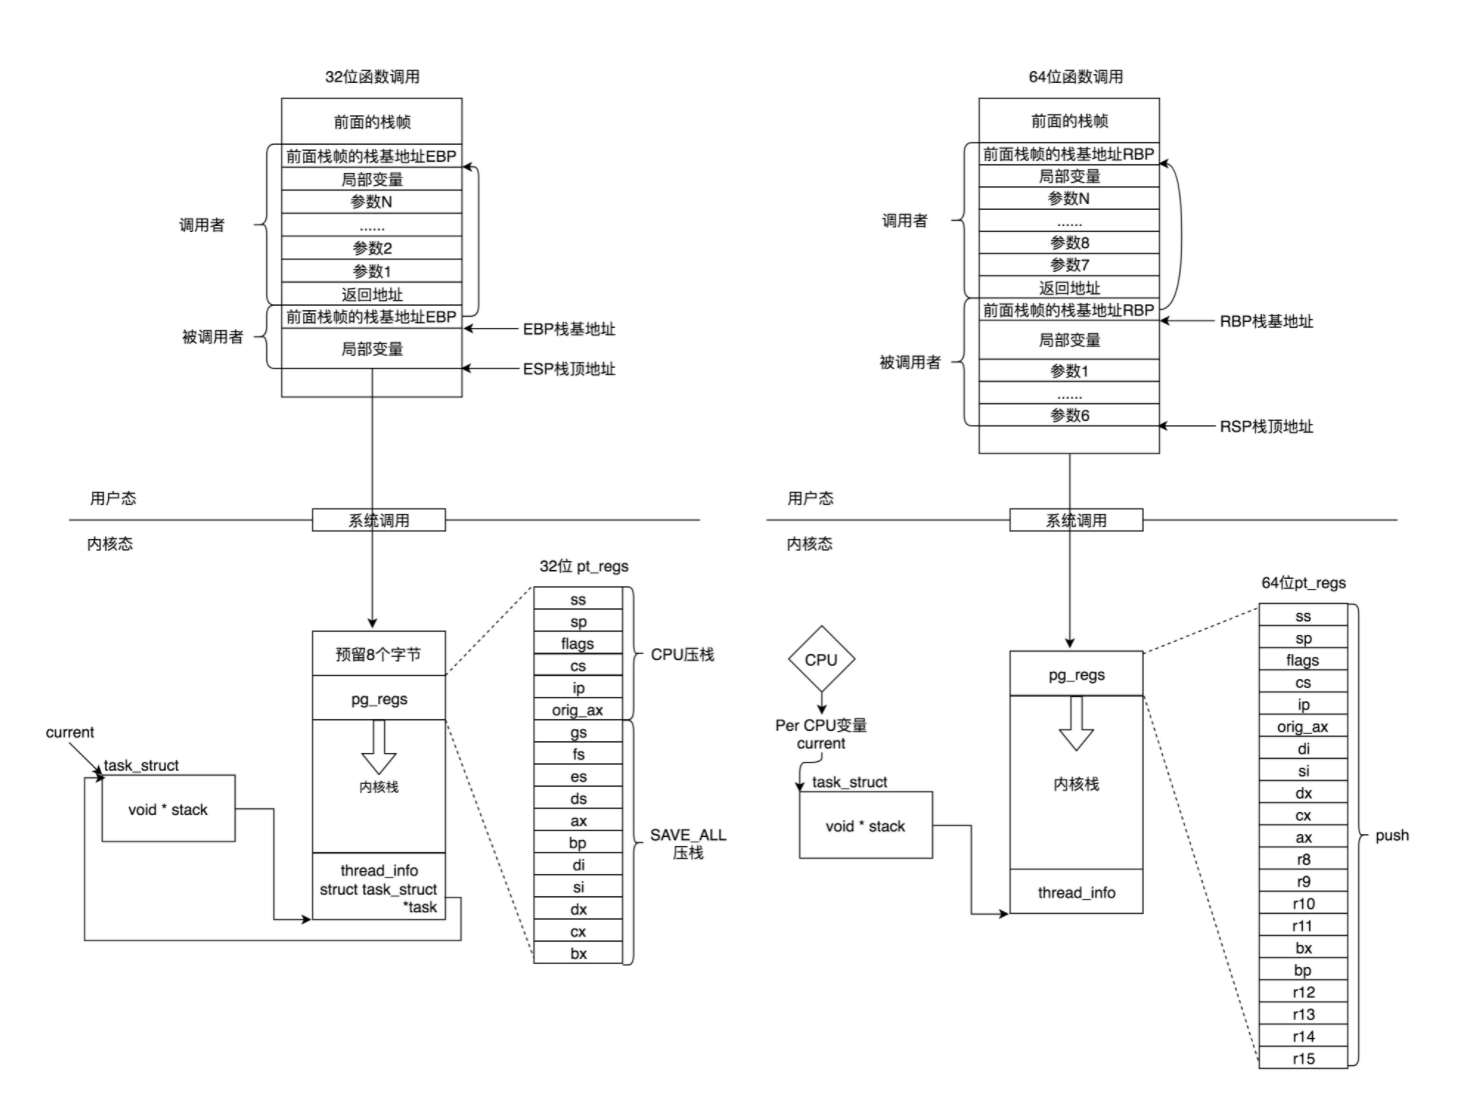 32位函数调用
前面的栈帧
前面栈帧的栈基地址EBP
局部变量
参数N
......
参数2
参数1
返回地址
调用者
前面栈帧的栈基地址EBP
局部变量
被调用者
EBP栈基地址
ESP栈顶地址
用户态
系统调用
内核态
预留8个字节
pg_regs
内核栈
thread_info
struct task_struct
*task
current
task_struct
void * stack
32位 pt_regs
ss
sp
flags
cs
ip
orig_ax
gs
fs
es
ds
ax
bp
di
si
dx
cx
bx
CPU压栈
SAVE_ALL
压栈
64位函数调用
前面的栈帧
前面栈帧的栈基地址RBP
局部变量
参数N
......
参数8
参数7
返回地址
调用者
前面栈帧的栈基地址RBP
局部变量
参数1
......
参数6
被调用者
RBP栈基地址
RSP栈顶地址
用户态
系统调用
内核态
CPU
Per CPU变量
current
task_struct
void * stack
pg_regs
内核栈
thread_info
64位pt_regs
ss
sp
flags
cs
ip
orig_ax
di
si
dx
cx
ax
r8
r9
r10
r11
bx
bp
r12
r13
r14
r15
push